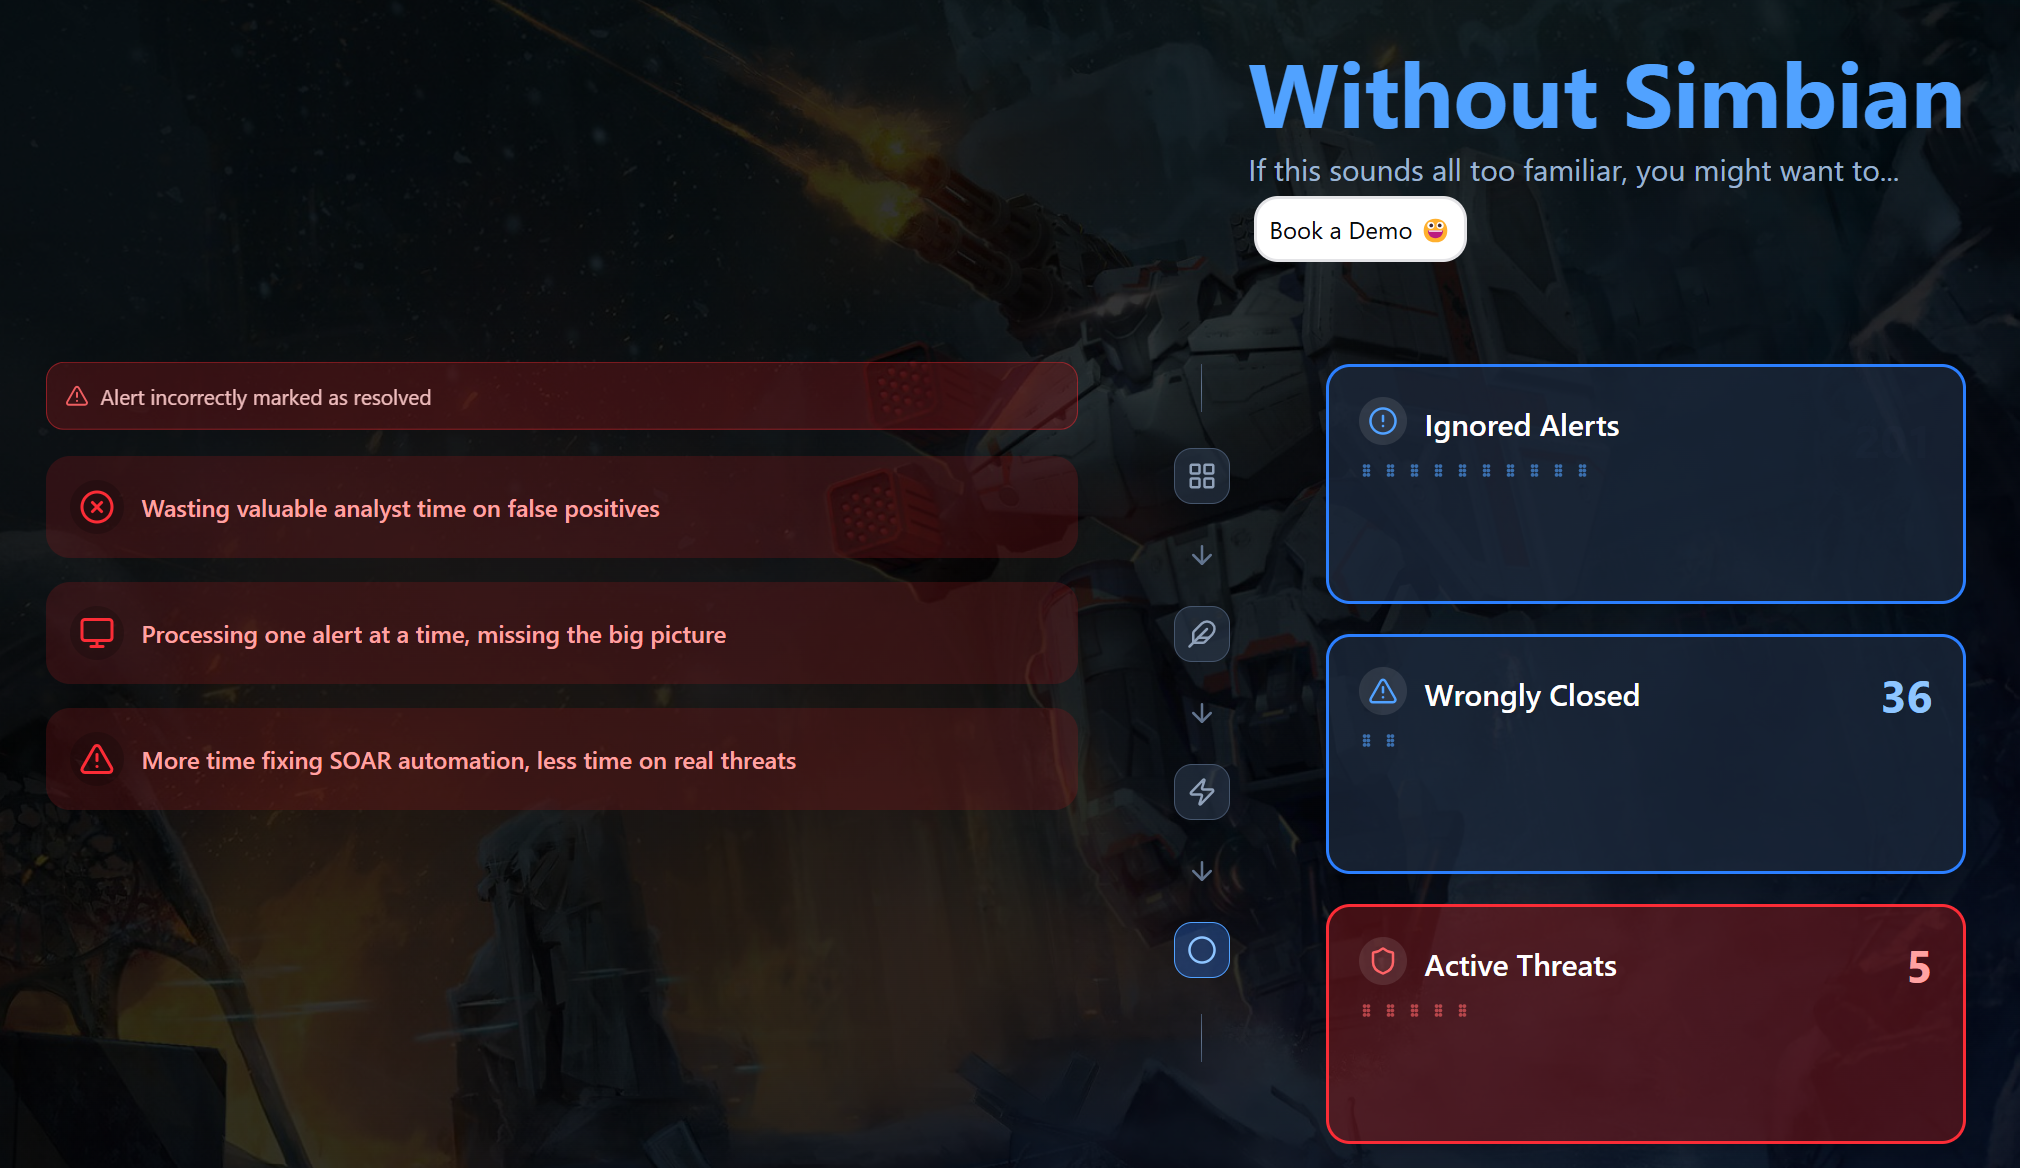 Without Simbian
If this sounds all too familiar, you might want to...
Book a Demo 😀
Alert incorrectly marked as resolved
Wasting valuable analyst time on false positives
Processing one alert at a time, missing the big picture
More time fixing SOAR automation, less time on real threats
Ignored Alerts
Wrongly Closed 36
Active Threats 5